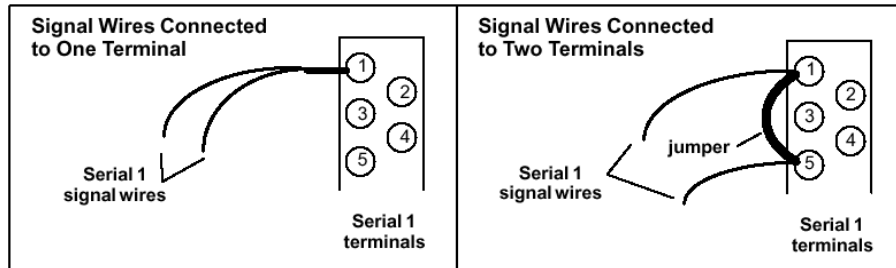 Signal Wires Connected
to One Terminal
1
2
3
4
5
Serial 1
signal wires
Serial 1
terminals
Signal Wires Connected
to Two Terminals
1
2
3
4
jumper
5
Serial 1
signal wires
Serial 1
terminals